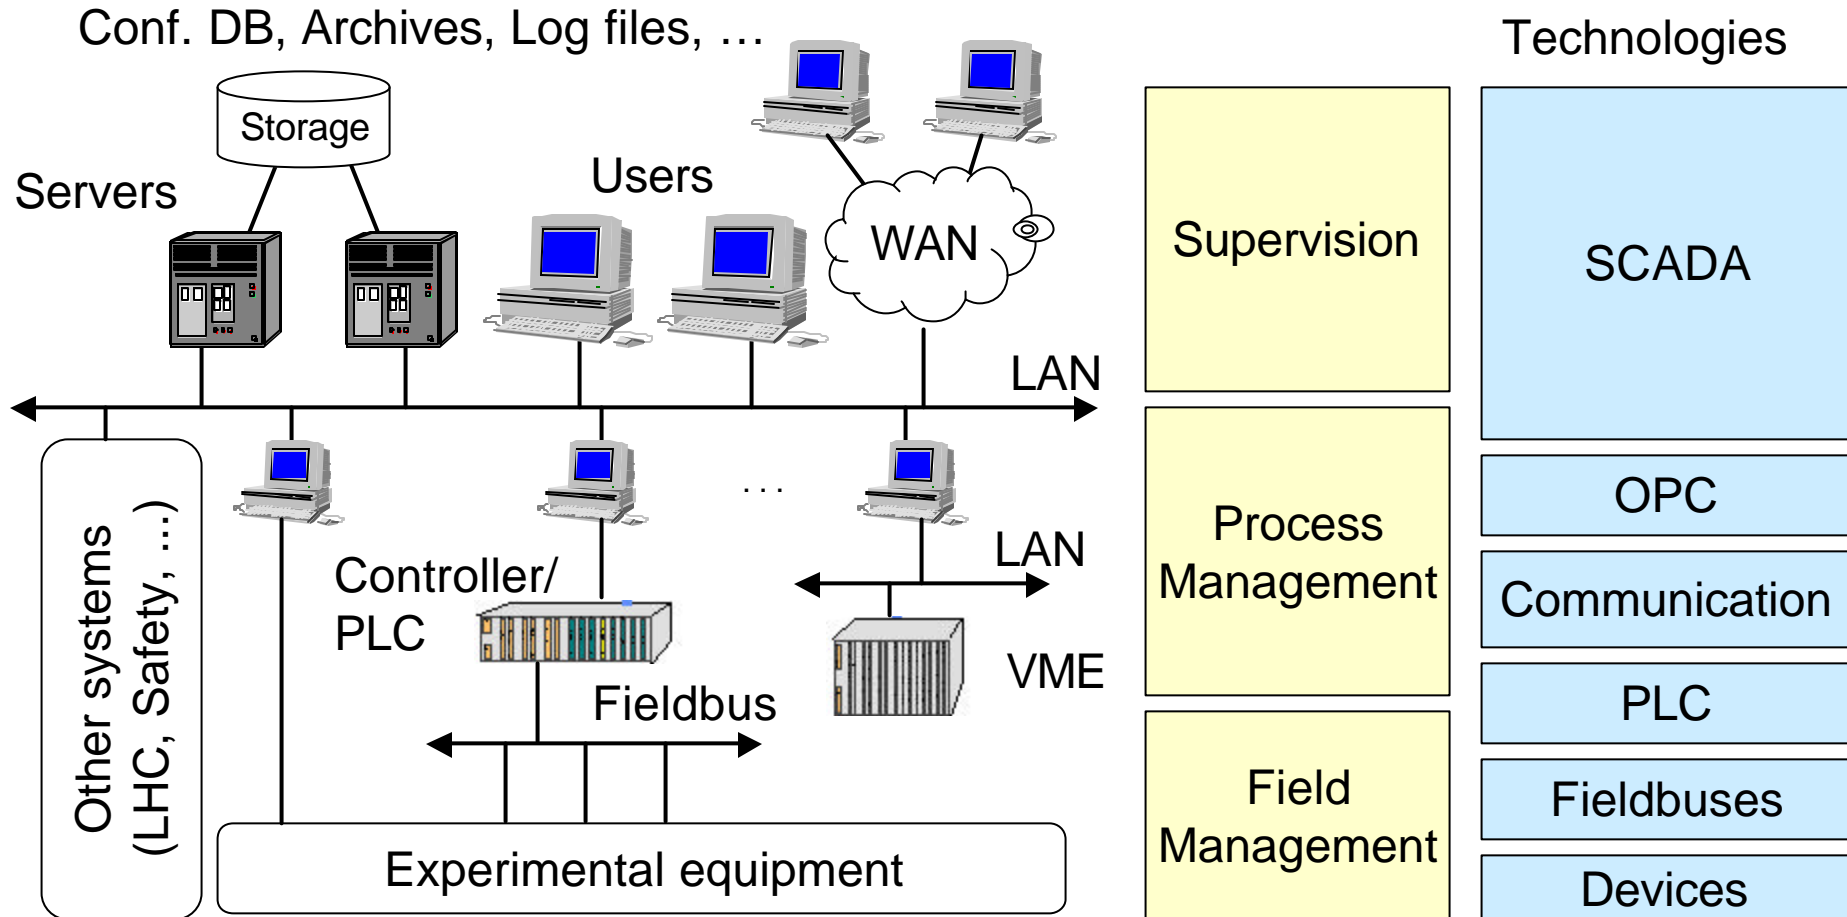 Conf. DB, Archives, Log files, …
Technologies
Storage
Servers
Users
WAN
Supervision
SCADA
LAN
Other systems
(LHC, Safety, ...)
. . .
OPC
Process
Management
LAN
Controller/
PLC
Communication
VME
PLC
Fieldbus
Field
Management
Fieldbuses
Experimental equipment
Devices